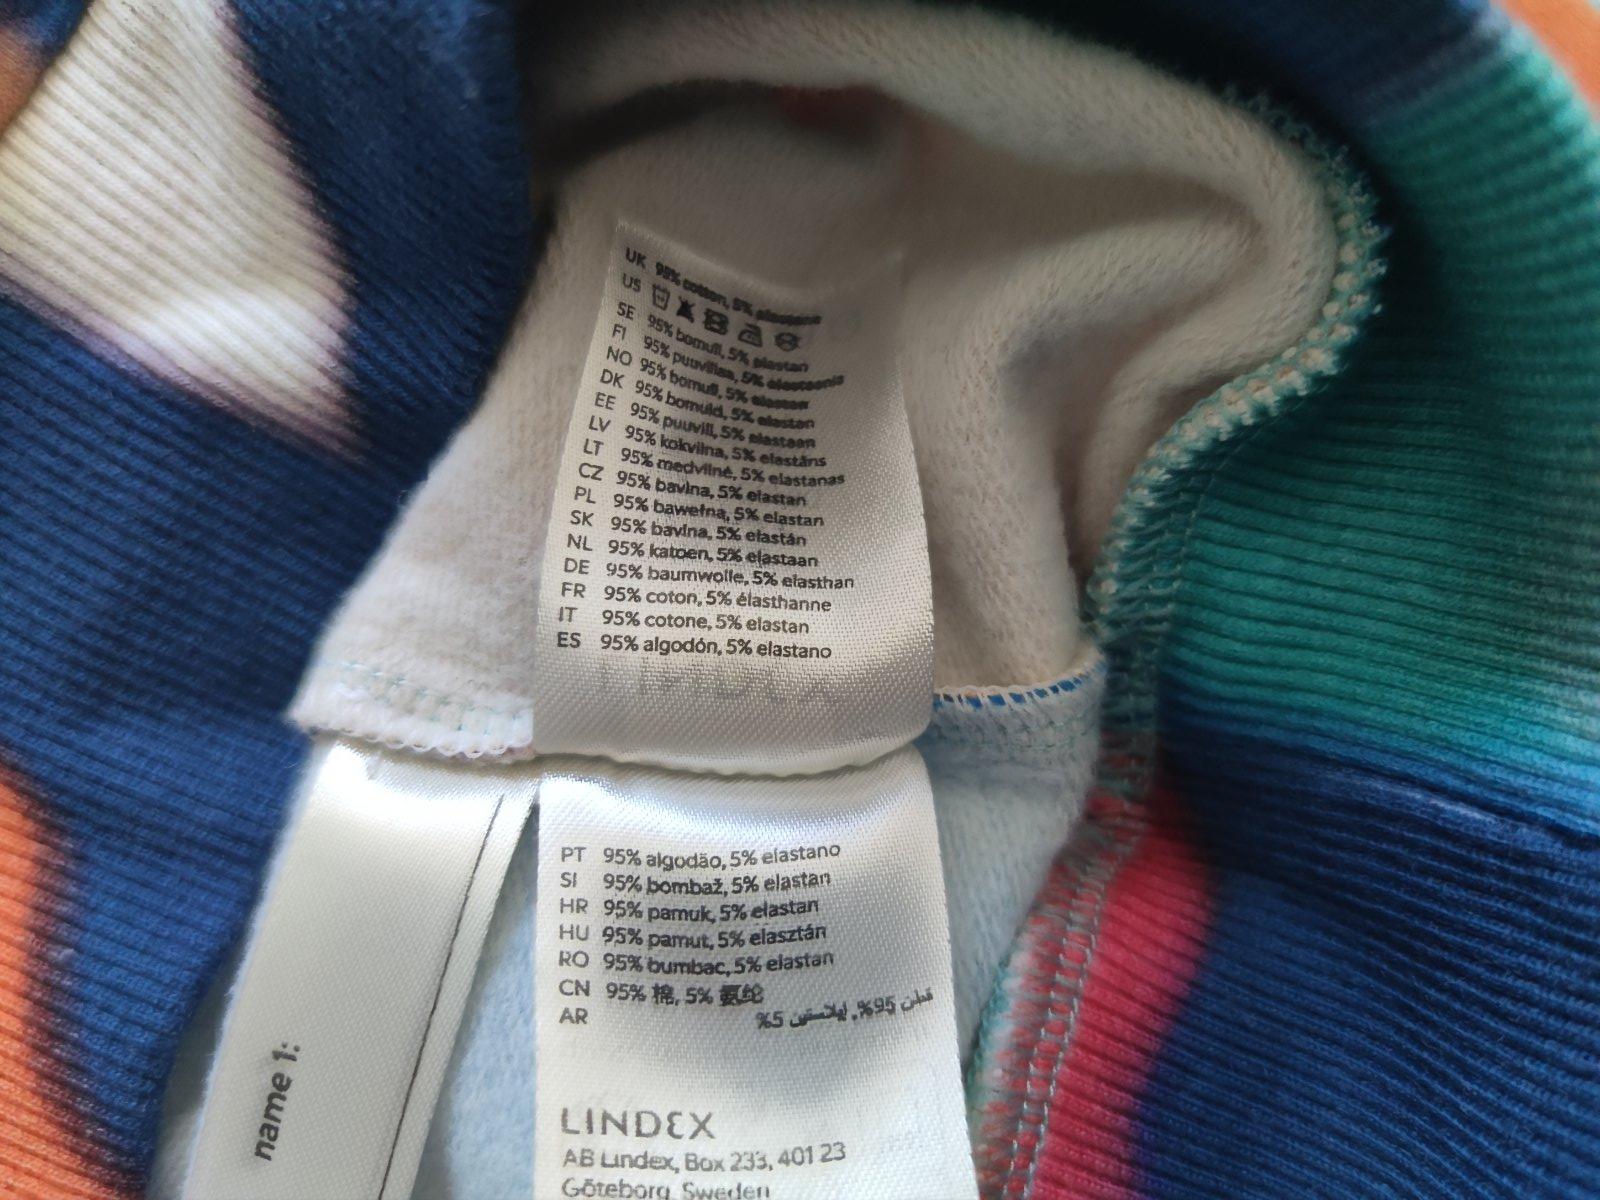 UK 95% cotton, 5% elastane
US
SE 95% bomull, 5% elastan
FI 95% puuvillaa, 5% elastaania
NO 95% bomull, 5% elastan
DK 95% bomuld, 5% elastan
EE 95% puuvill, 5% elastaan
LV 95% kokvilna, 5% elastāns
LT 95% medvilnė, 5% elastanas
CZ 95% bavlna, 5% elastan
PL 95% bawełna, 5% elastan
SK 95% bavlna, 5% elastán
NL 95% katoen, 5% elastaan
DE 95% baumwolle, 5% elasthan
FR 95% coton, 5% élasthanne
IT 95% cotone, 5% elastan
ES 95% algodón, 5% elastano
PT 95% algodão, 5% elastano
SI 95% bombaž, 5% elastan
HR 95% pamuk, 5% elastan
HU 95% pamut, 5% elasztán
RO 95% bumbac, 5% elastan
CN 95% 棉, 5% 氨纶
AR قطن 95%, إيلاستين 5%
LINDEX
AB Lindex, Box 233, 401 23
Göteborg, Sweden
name 1: